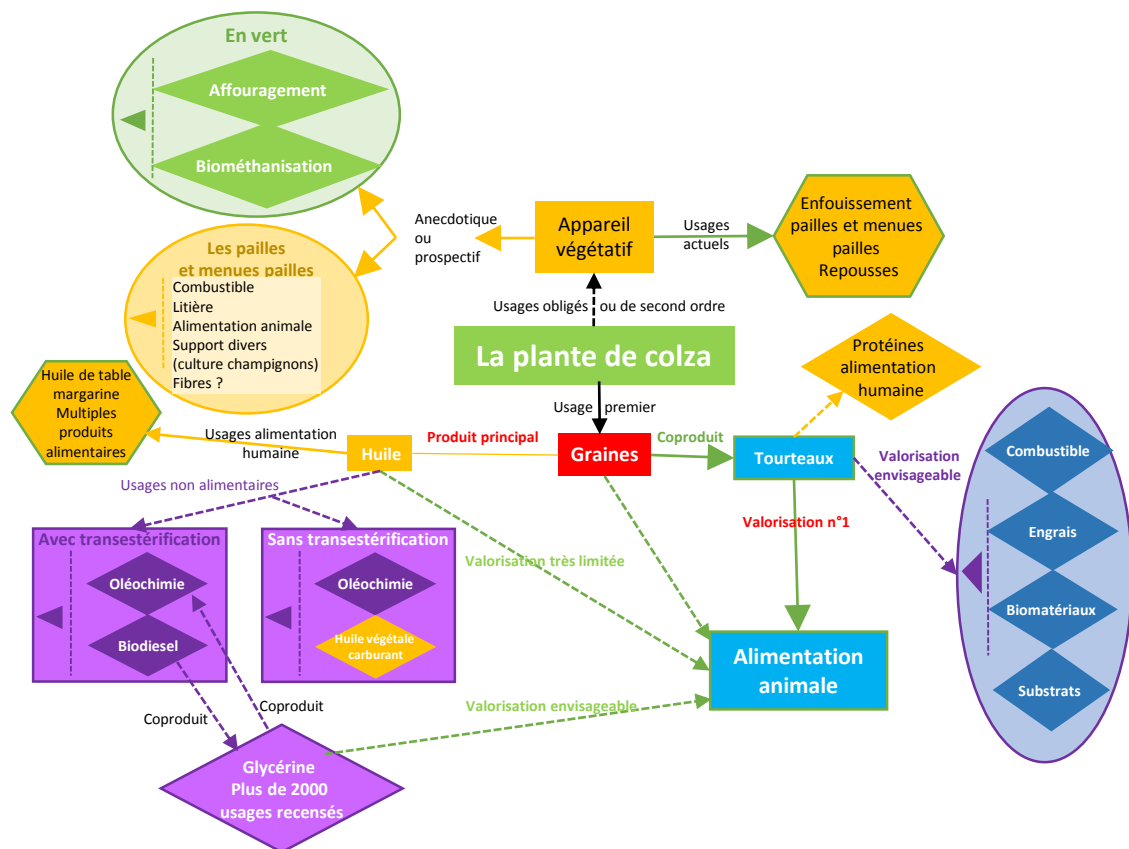 En vert
Affouragement
Biométhanisation
Anecdotique
ou
prospectif
Appareil
végétatif
Usages
actuels
Enfouissement
pailles et menues
pailles
Repousses
Les pailles
et menues pailles
Combustible
Litière
Alimentation animale
Support divers
(culture champignons)
Fibres ?
Usages obligés
ou de second ordre
La plante de colza
Protéines
alimentation
humaine
Huile de table
margarine
Multiples
produits
alimentaires
Usages alimentation
humaine
Huile
Produit principal
Usage
premier
Graines
Coproduit
Tourteaux
Valorisation
envisageable
Combustible
Engrais
Biomatériaux
Substrats
Usages non alimentaires
Valorisation n°1
Avec transestérification
Oléochimie
Biodiesel
Sans transestérification
Oléochimie
Huile végétale
carburant
Valorisation très limitée
Alimentation
animale
Coproduit
Coproduit
Valorisation envisageable
Glycérine
Plus de 2000
usages recensés